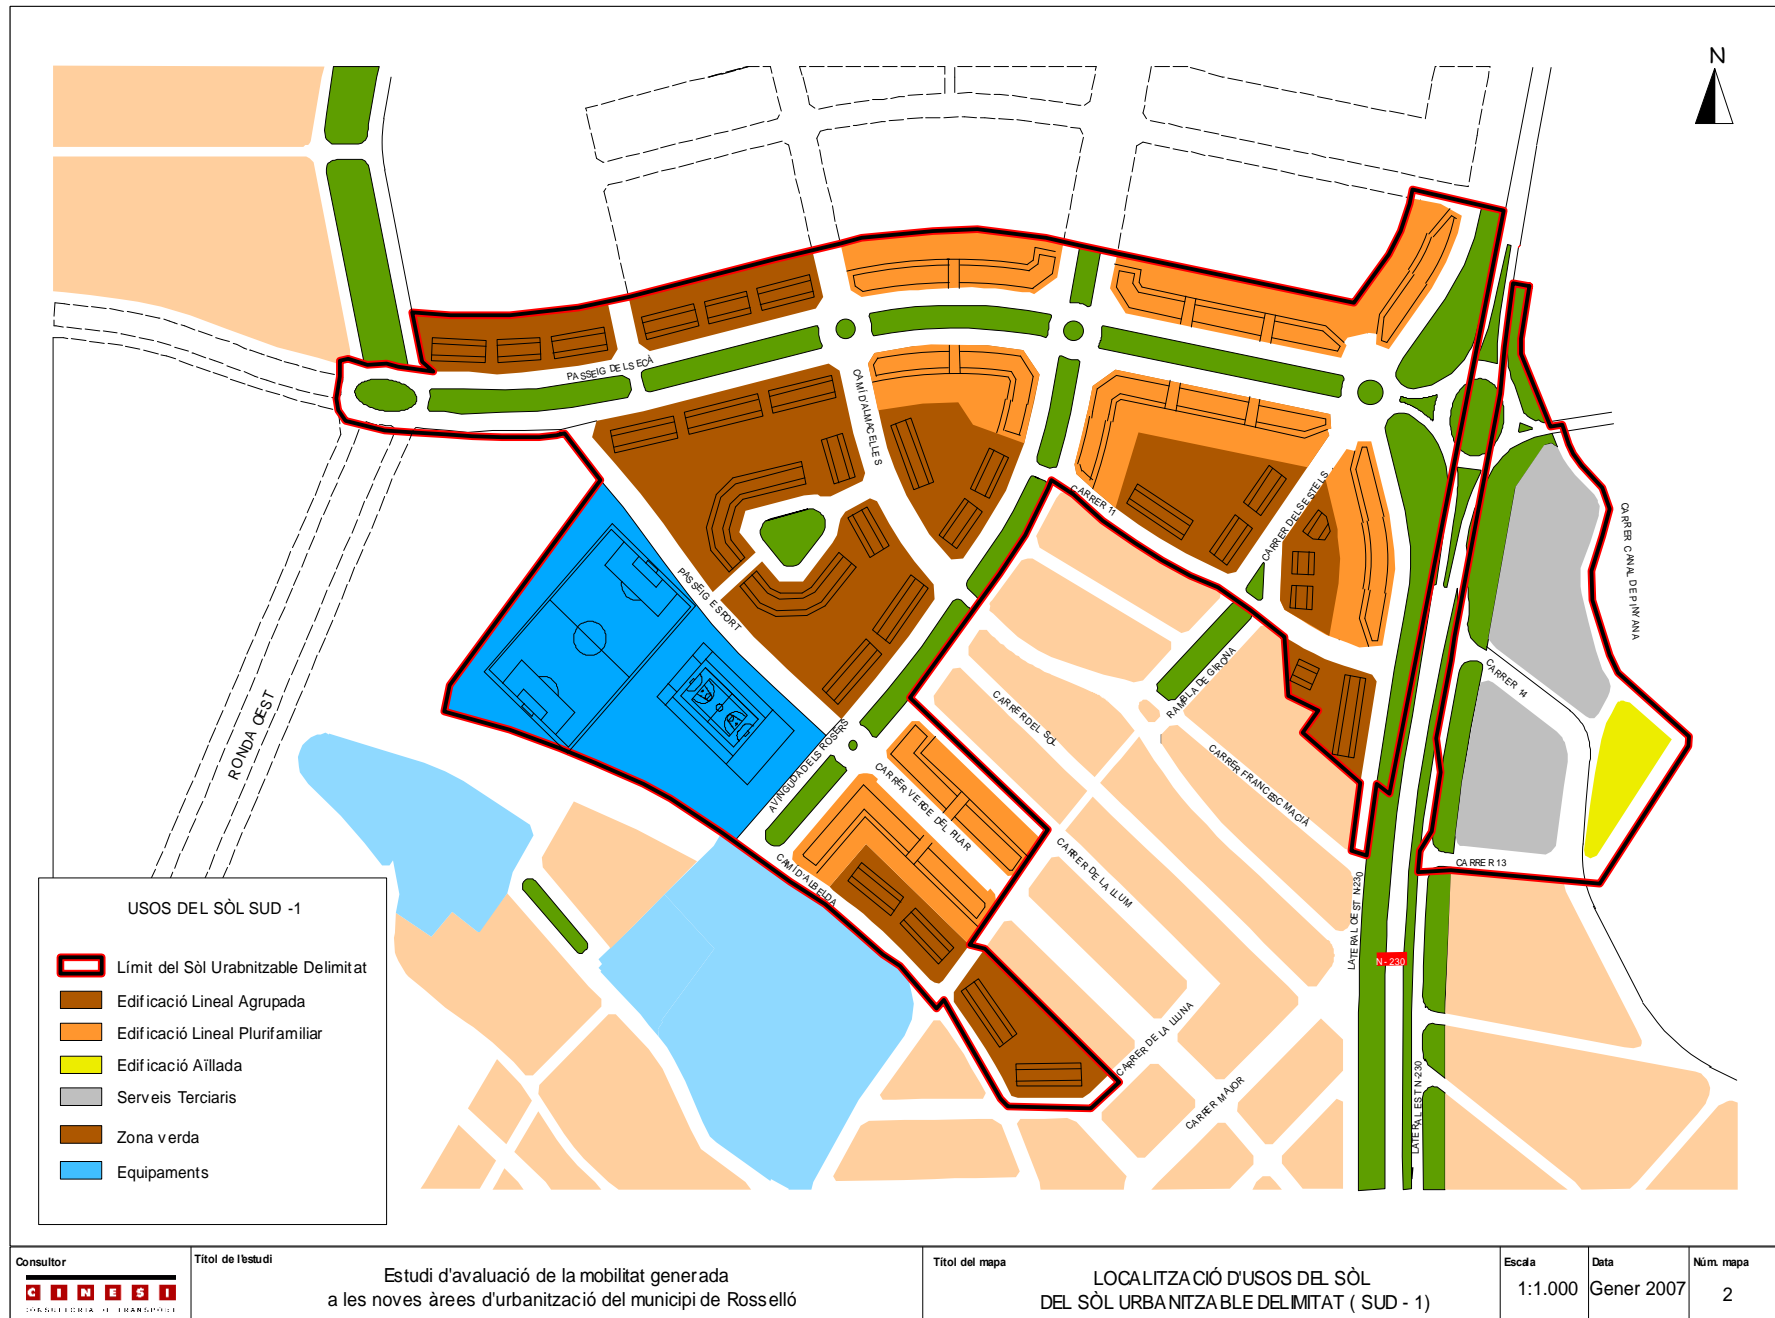 N
PASSEIG DEL SECÀ
CAMÍ D'ALMACELLES
CARRER 11
CARRER DELS ESTELS
CARRER CANAL DE PINYANA
PASSEIG ESPORT
RONDA OEST
CARRER 14
RAMBLA DE GIRONA
CARRER DEL SOL
AVINGUDA DELS ROSERS
CARRER VERGE DEL PILAR
CARRER FRANCESC MACIÀ
CAMÍ D'ALBELDA
CARRER DE LA LLUM
CARRER 13
LATERAL OEST N-230
N-230
CARRER DE LA LLUNA
CARRER MAJOR
LATERAL EST N-230
USOS DEL SÒL SUD -1
Límit del Sòl Urabnitzable Delimitat
Edificació Lineal Agrupada
Edificació Lineal Plurifamiliar
Edificació Aïllada
Serveis Terciaris
Zona verda
Equipaments
Consultor
CINESI
CONSULTORIA DE TRANSPORT
Títol de l'estudi
Estudi d'avaluació de la mobilitat generada
a les noves àrees d'urbanització del municipi de Rosselló
Títol del mapa
LOCALITZACIÓ D'USOS DEL SÒL
DEL SÒL URBANITZABLE DELIMITAT ( SUD - 1)
Escala
1:1.000
Data
Gener 2007
Núm. mapa
2